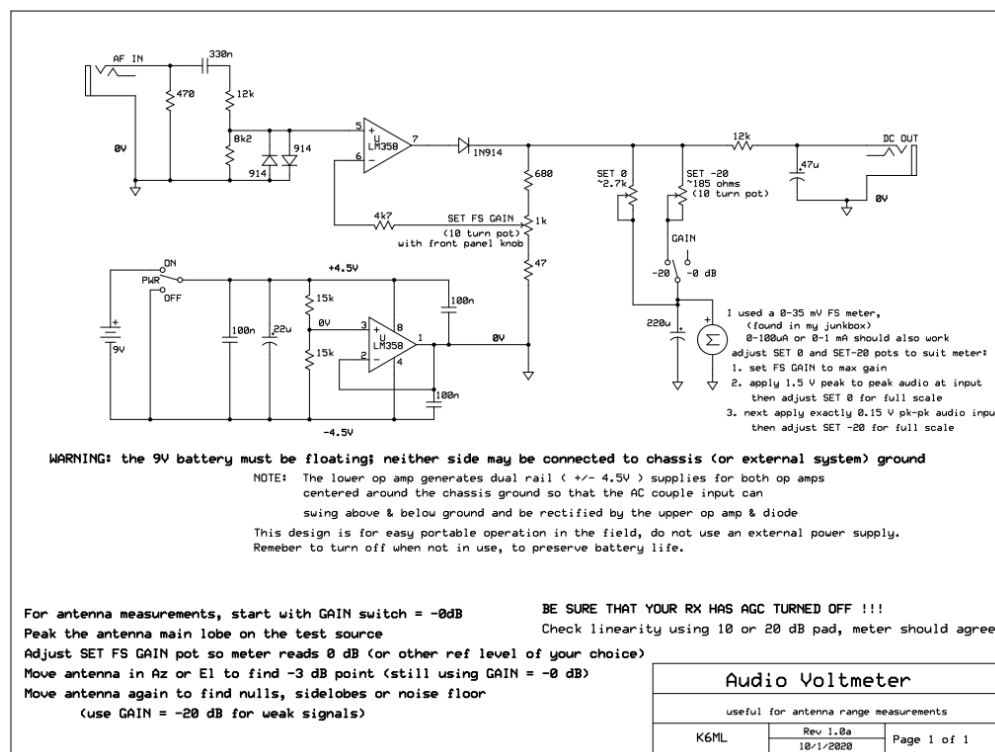 AF IN
330n
470
12k
8k2
0V
914
914
5
6
7
+
-
U
LM358
1N914
680
SET FS GAIN
(10 turn pot)
with front panel knob
4k7
1k
47
SET 0
~2.7k
SET -20
~185 ohms
(10 turn pot)
12k
47u
DC OUT
0V
GAIN
-20
-0 dB
220u
+
Σ
I used a 0-35 mV FS meter,
(found in my junkbox)
0-100uA or 0-1 mA should also work
adjust SET 0 and SET-20 pots to suit meter:
1. set FS GAIN to max gain
2. apply 1.5 V peak to peak audio at input
then adjust SET 0 for full scale
3. next apply exactly 0.15 V pk-pk audio inpu
then adjust SET -20 for full scale
ON
PWR
OFF
+
9V
+4.5V
100n
22u
15k
0V
15k
3
2
+
-
U
LM358
8
4
1
100n
0V
100n
-4.5V
WARNING: the 9V battery must be floating; neither side may be connected to chassis (or external system) ground
NOTE: The lower op amp generates dual rail ( +/- 4.5V ) supplies for both op amps
centered around the chassis ground so that the AC couple input can
swing above & below ground and be rectified by the upper op amp & diode
This design is for easy portable operation in the field, do not use an external power supply.
Remeber to turn off when not in use, to preserve battery life.
For antenna measurements, start with GAIN switch = -0dB
Peak the antenna main lobe on the test source
Adjust SET FS GAIN pot so meter reads 0 dB (or other ref level of your choice)
Move antenna in Az or El to find -3 dB point (still using GAIN = -0 dB)
Move antenna again to find nulls, sidelobes or noise floor
(use GAIN = -20 dB for weak signals)
BE SURE THAT YOUR RX HAS AGC TURNED OFF !!!
Check linearity using 10 or 20 dB pad, meter should agree
Audio Voltmeter
useful for antenna range measurements
K6ML
Rev 1.0a
10/1/2020
Page 1 of 1